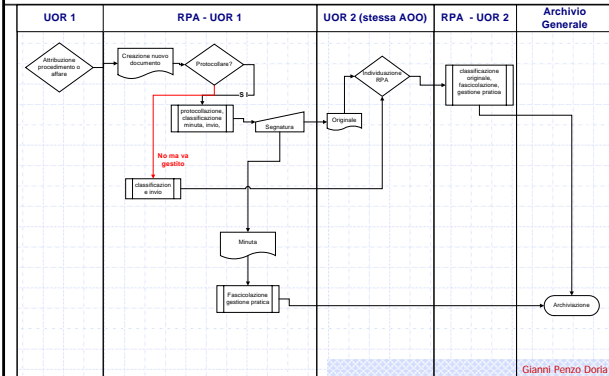 UOR 1
RPA - UOR 1
UOR 2 (stessa AOO)
RPA - UOR 2
Archivio
Generale
Attribuzione
procedimento o
affare
Creazione nuovo
documento
Protocollare?
S I
protocollazione,
classificazione
minuta, invio,
Segnatura
Originale
Individuazione
RPA
classificazione
originale,
fascicolazione,
gestione pratica
No ma va
gestito
classificazion
e invio
Minuta
Fascicolazione
gestione pratica
Archiviazione
Gianni Penzo Doria